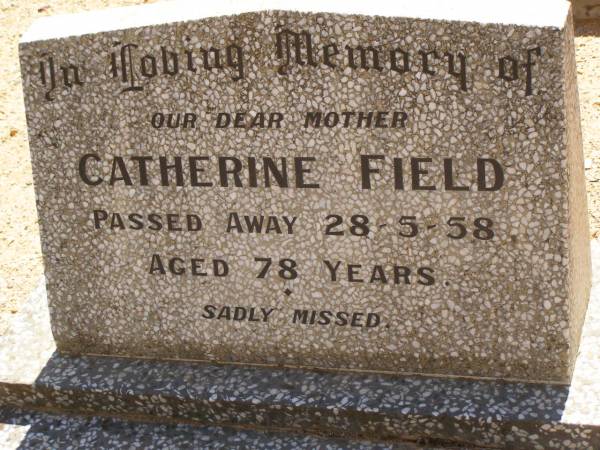 In Loving Memory of
OUR DEAR MOTHER
CATHERINE FIELD
PASSED AWAY 28-5-58
AGED 78 YEARS.
SADLY MISSED.